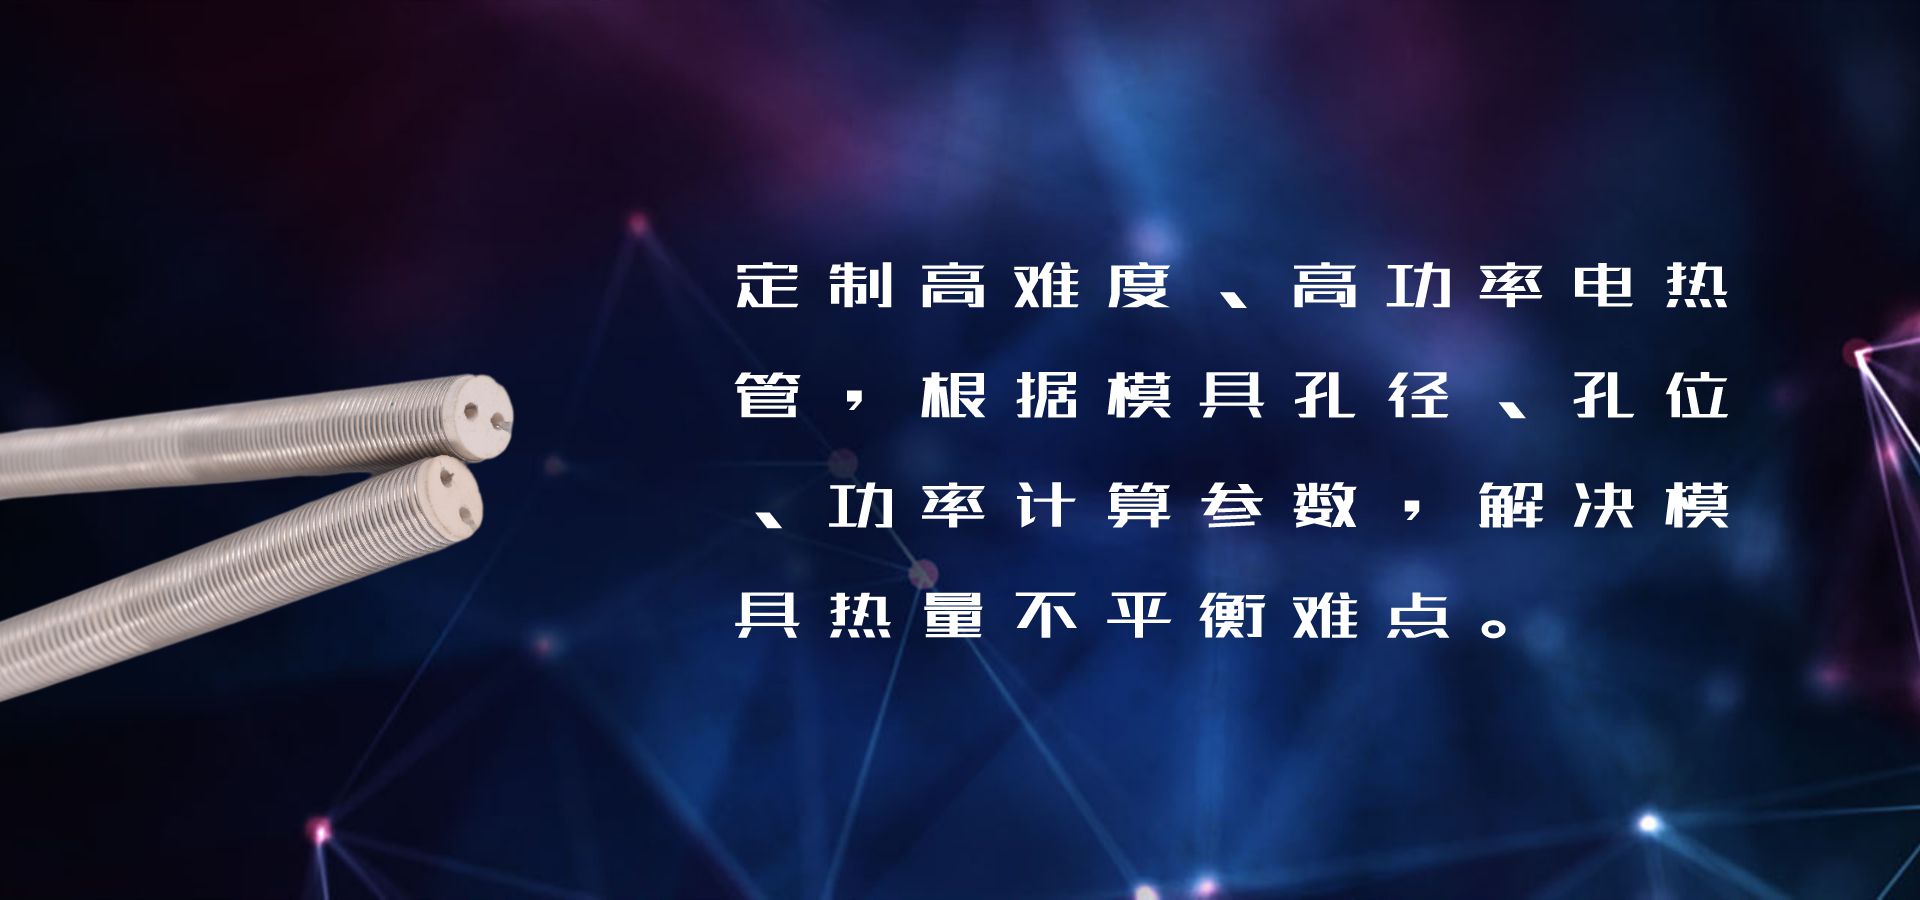 定制高难度、高功率电热
管，根据模具孔径、孔位
、功率计算参数，解决模
具热量不平衡难点。